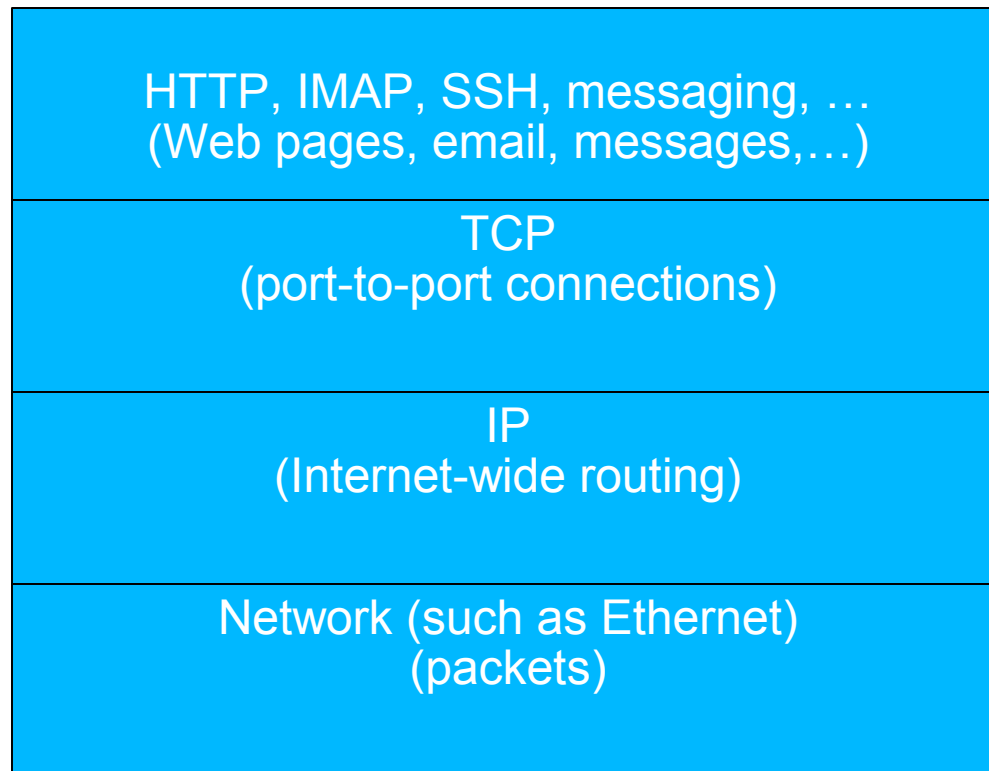 HTTP, IMAP, SSH, messaging, …
(Web pages, email, messages,…)
TCP
(port-to-port connections)
IP
(Internet-wide routing)
Network (such as Ethernet)
(packets)